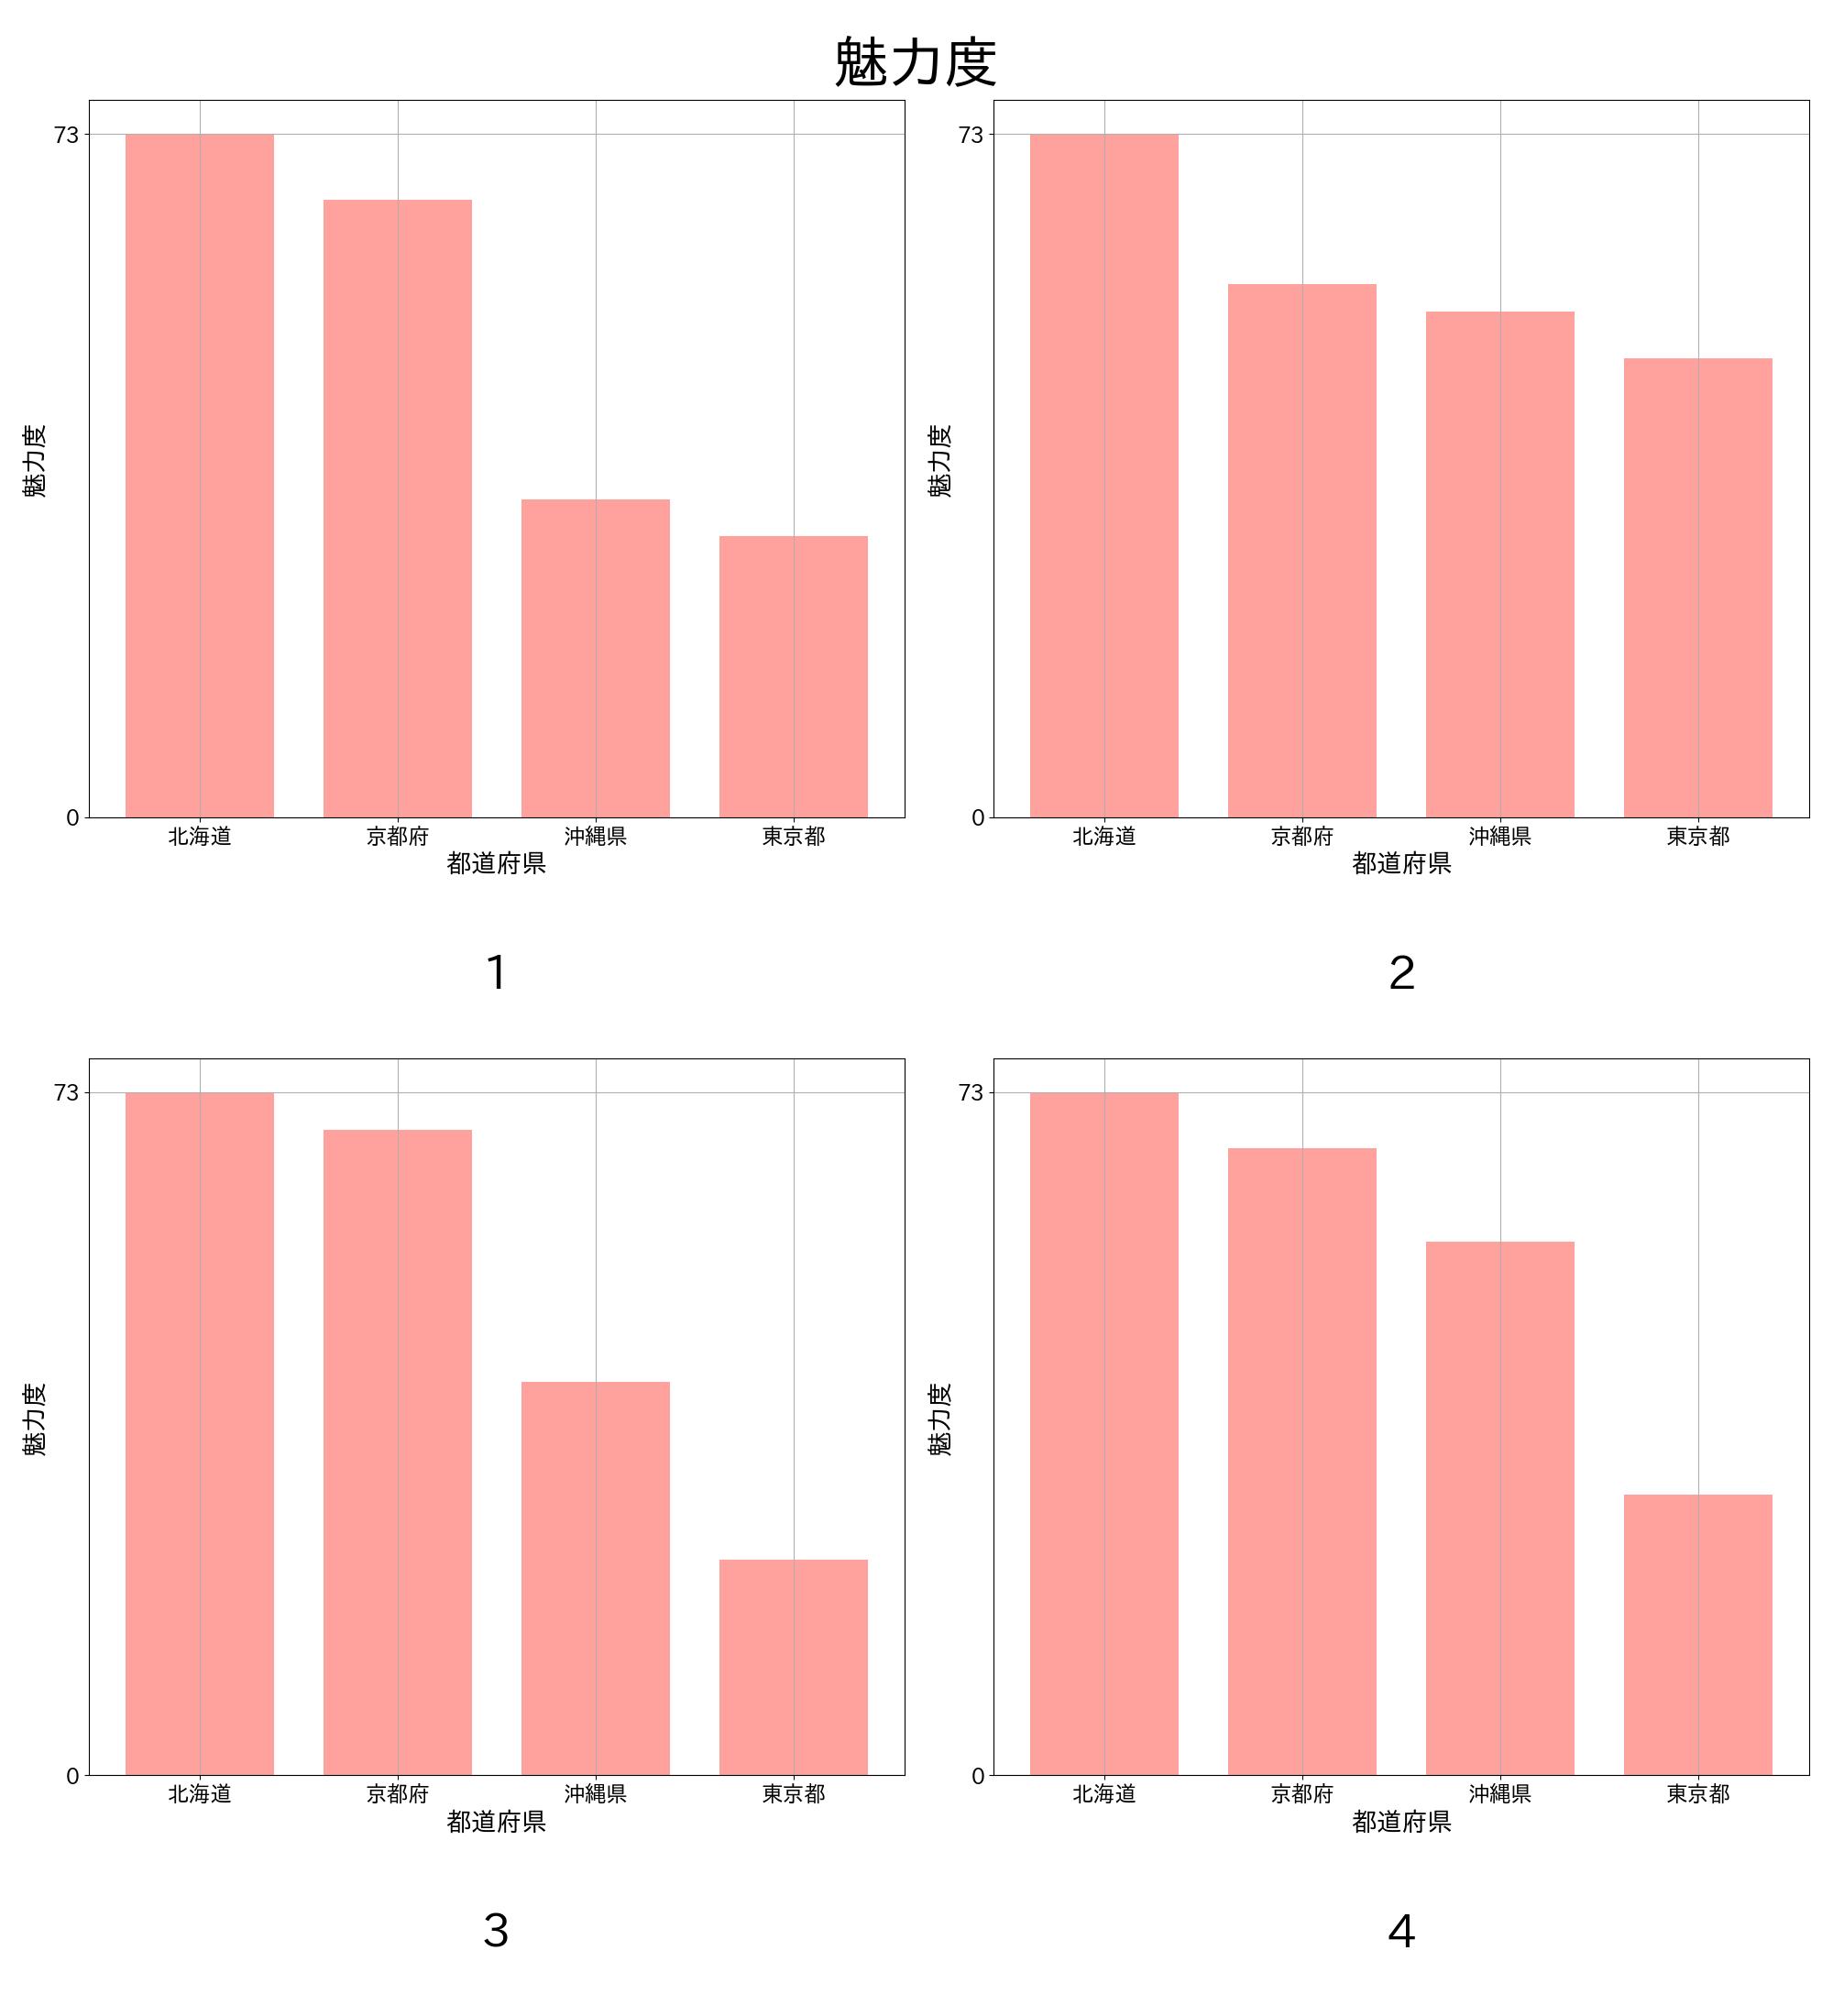 魅力度
73
0
魅力度
北海道 京都府 沖縄県 東京都
都道府県
1
73
0
魅力度
北海道 京都府 沖縄県 東京都
都道府県
2
73
0
魅力度
北海道 京都府 沖縄県 東京都
都道府県
3
73
0
魅力度
北海道 京都府 沖縄県 東京都
都道府県
4